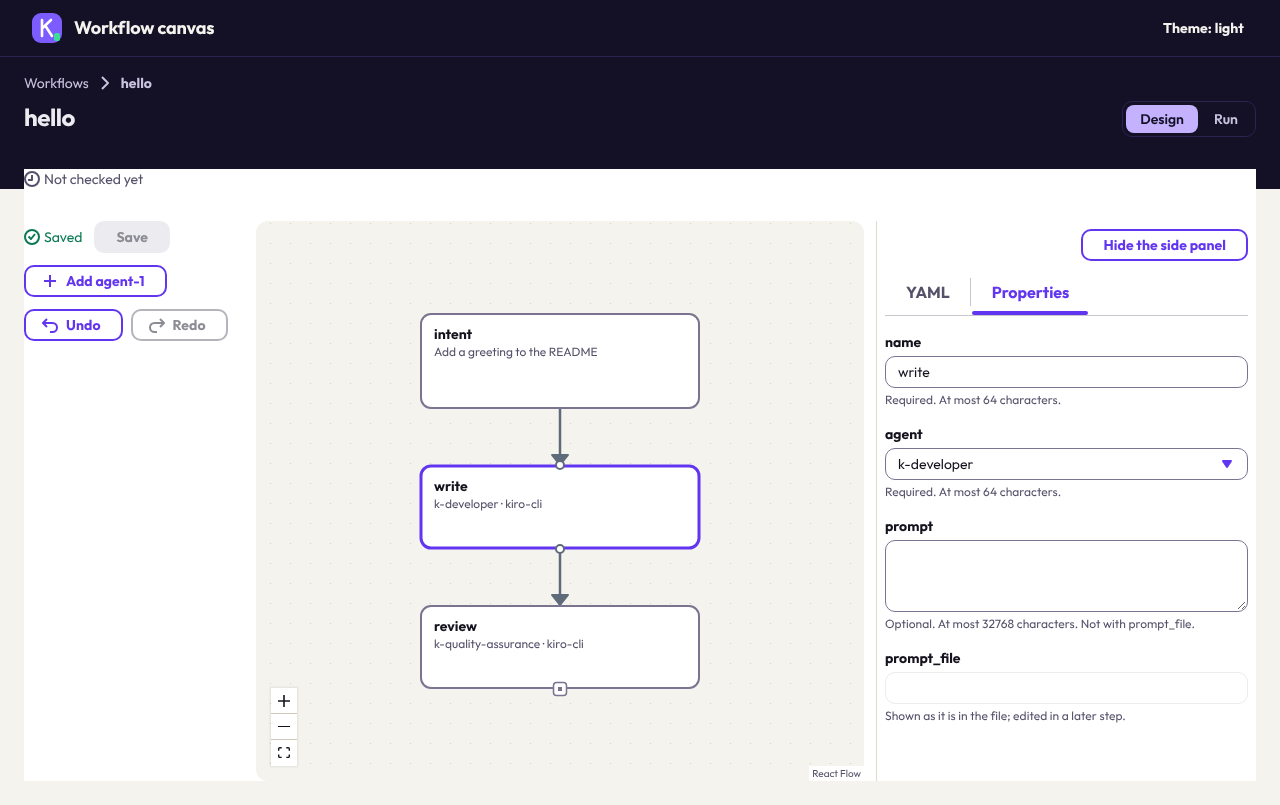 Workflow canvas
Theme: light
Workflows
hello
hello
Design
Run
Not checked yet
Saved
Save
Add agent-1
Undo
Redo
intent
Add a greeting to the README
write
k-developer · kiro-cli
review
k-quality-assurance · kiro-cli
React Flow
Hide the side panel
YAML
Properties
name
write
Required. At most 64 characters.
agent
k-developer
Required. At most 64 characters.
prompt
Optional. At most 32768 characters. Not with prompt_file.
prompt_file
Shown as it is in the file; edited in a later step.